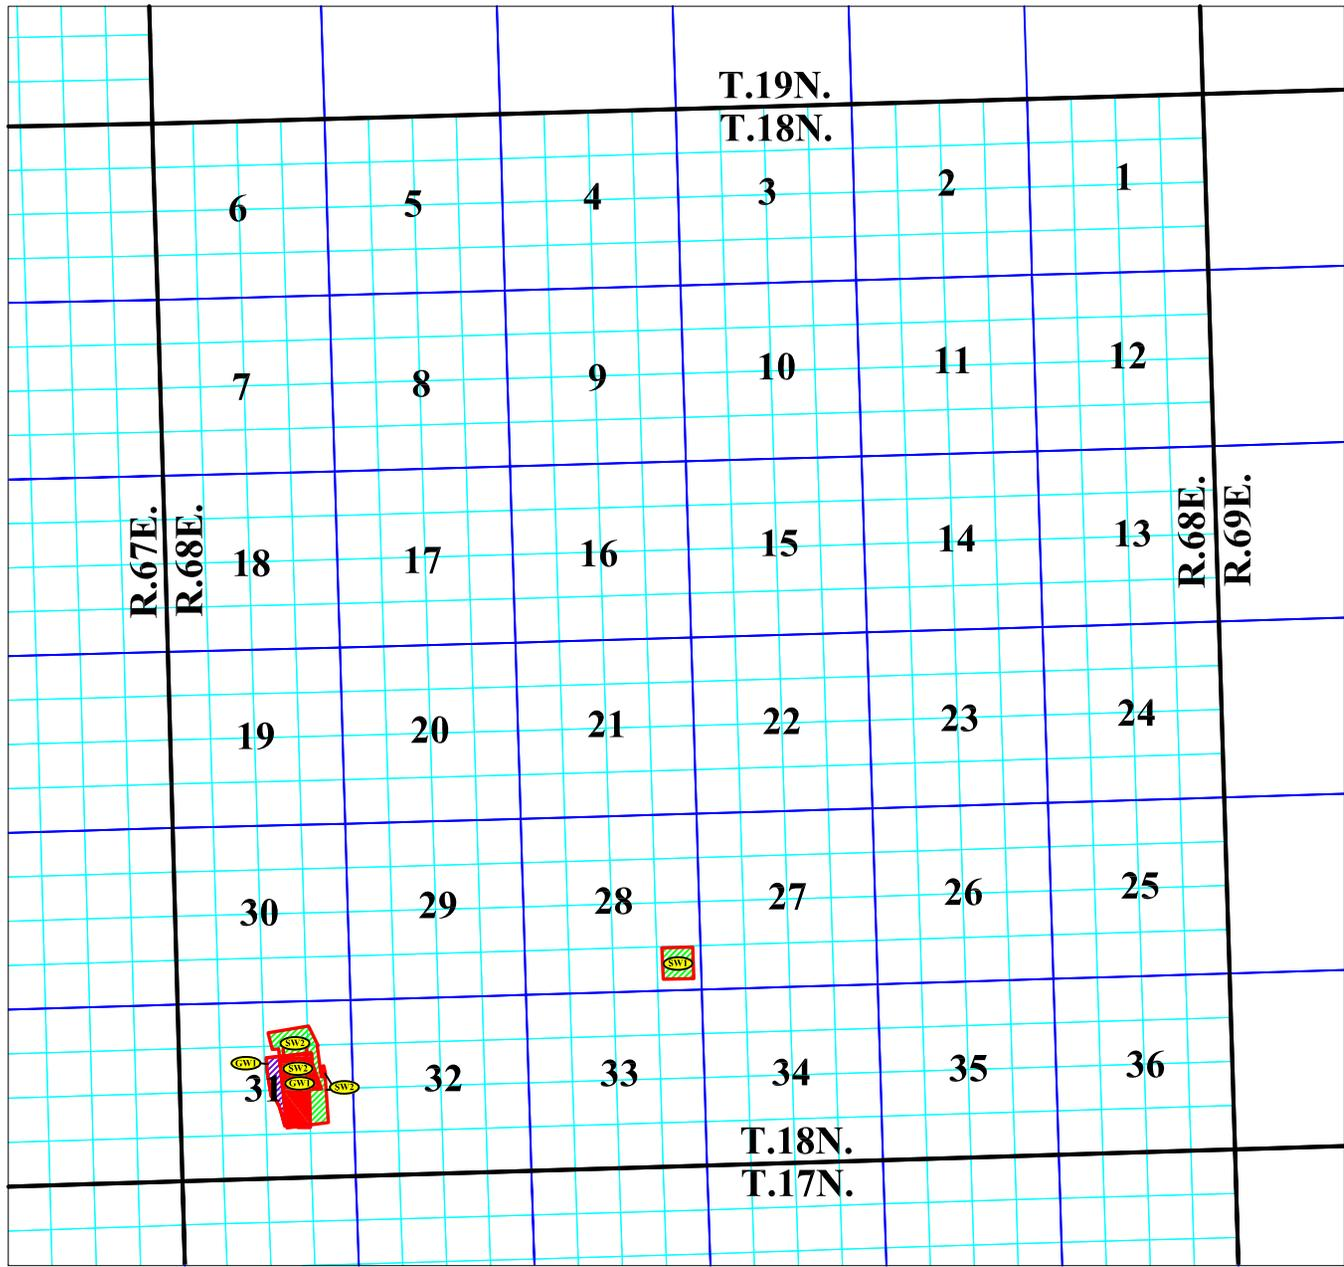 T.19N.
T.18N.
6 5 4 3 2 1
7 8 9 10 11 12
R.67E.
R.68E.
18 17 16 15 14 13
R.68E.
R.69E.
19 20 21 22 23 24
30 29 28 27 26 25
SW1
SW2
GW1
SW2
GW1
SW2
31 32 33 34 35 36
T.18N.
T.17N.